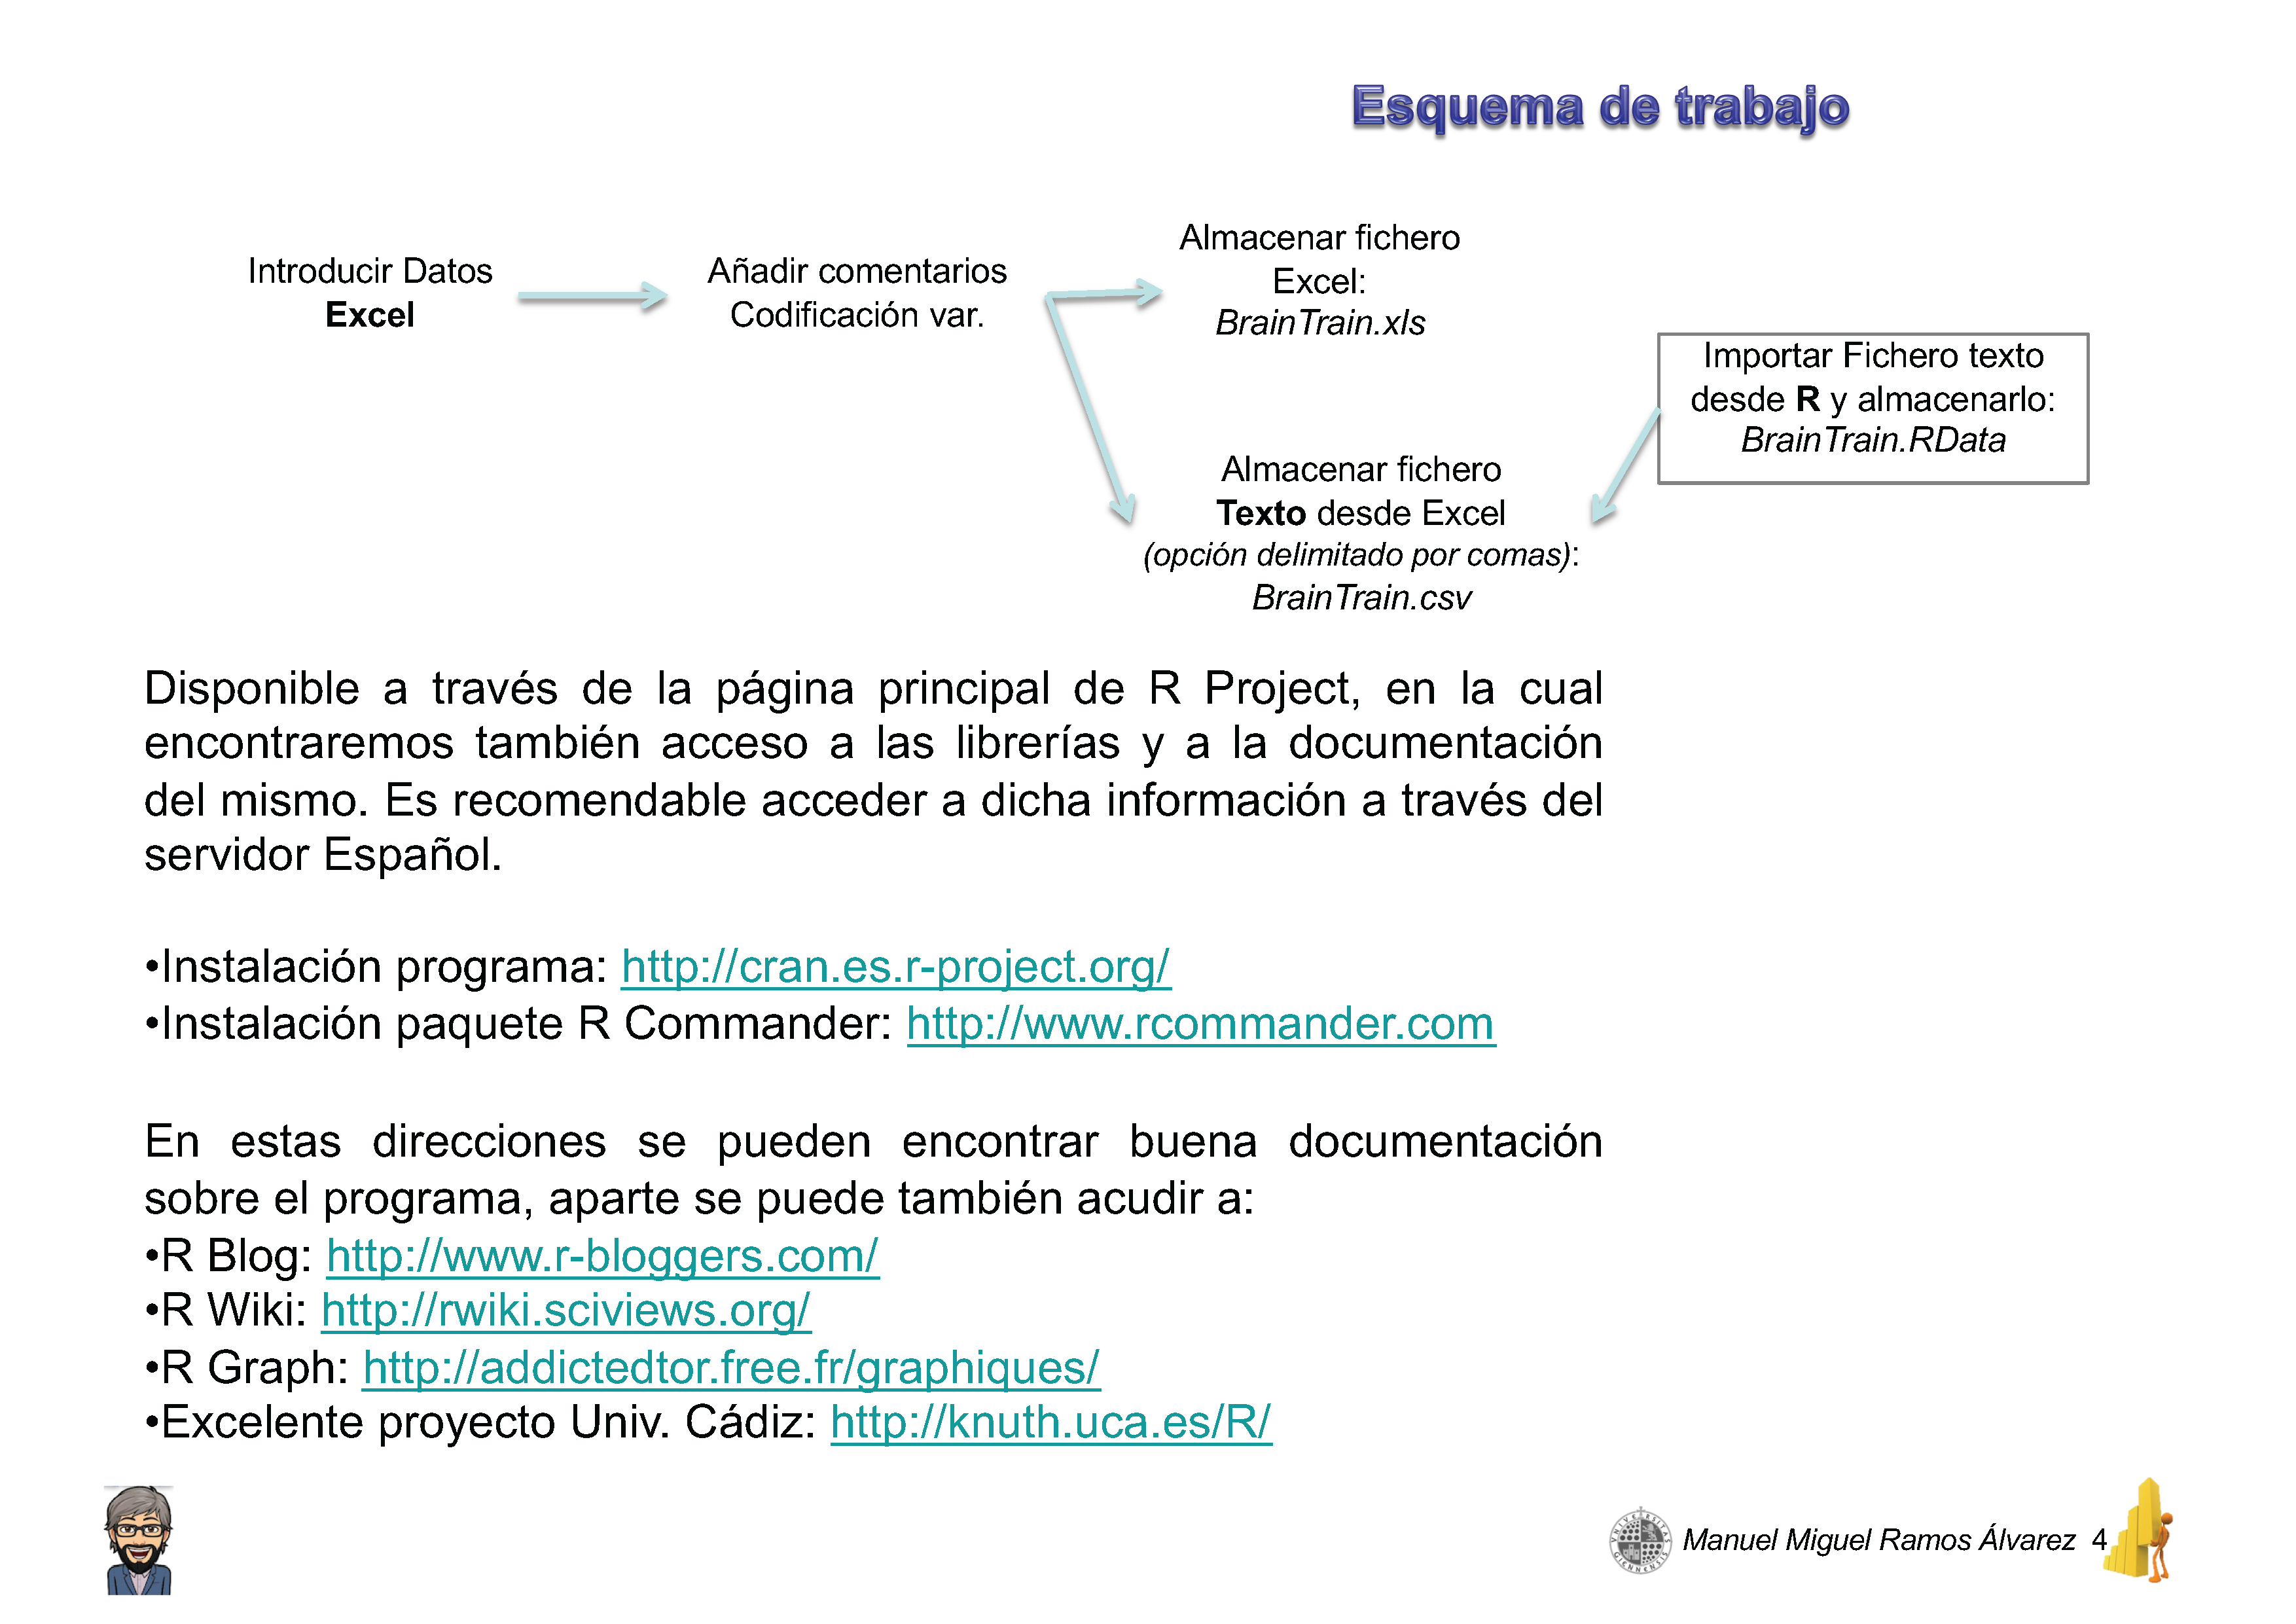 Esquema de trabajo
Introducir Datos
Excel
Añadir comentarios
Codificación var.
Almacenar fichero
Excel:
BrainTrain.xls
Importar Fichero texto
desde R y almacenarlo:
BrainTrain.RData
Almacenar fichero
Texto desde Excel
(opción delimitado por comas):
BrainTrain.csv
Disponible a través de la página principal de R Project, en la cual
encontraremos también acceso a las librerías y a la documentación
del mismo. Es recomendable acceder a dicha información a través del
servidor Español.
•Instalación programa: http://cran.es.r-project.org/
•Instalación paquete R Commander: http://www.rcommander.com
En estas direcciones se pueden encontrar buena documentación
sobre el programa, aparte se puede también acudir a:
•R Blog: http://www.r-bloggers.com/
•R Wiki: http://rwiki.sciviews.org/
•R Graph: http://addictedtor.free.fr/graphiques/
•Excelente proyecto Univ. Cádiz: http://knuth.uca.es/R/
VNIVERSITAS GIENNENSIS
Manuel Miguel Ramos Álvarez 4